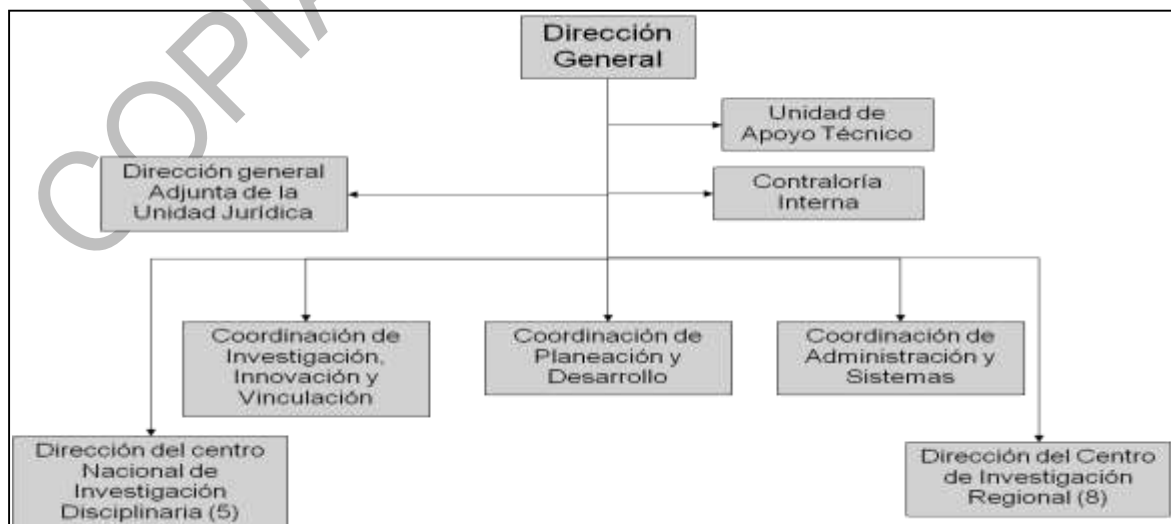 COPIA
Dirección
General
Unidad de
Apoyo Técnico
Dirección general
Adjunta de la
Unidad Jurídica
Contraloría
Interna
Coordinación de
Investigación,
Innovación y
Vinculación
Coordinación de
Planeación y
Desarrollo
Coordinación de
Administración y
Sistemas
Dirección del centro
Nacional de
Investigación
Disciplinaria (5)
Dirección del Centro
de Investigación
Regional (8)